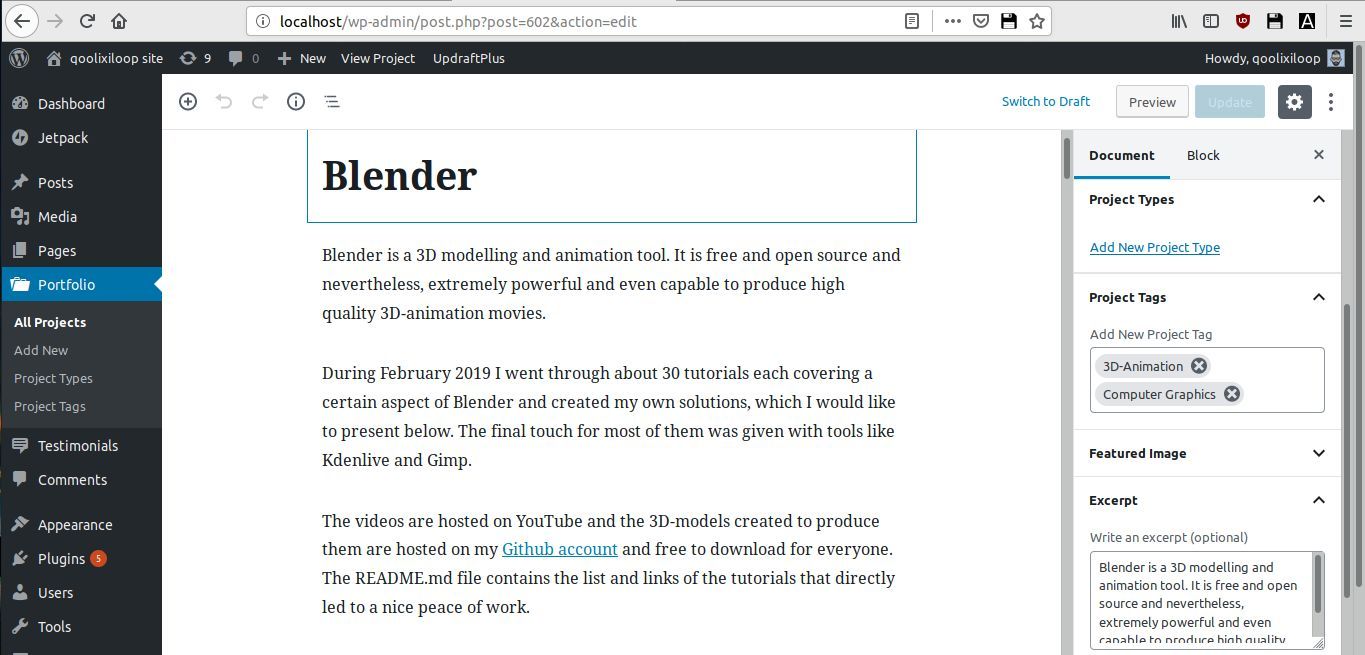 localhost/wp-admin/post.php?post=602&action=edit
qoolixiloop site 9 0 New View Project UpdraftPlus Howdy, qoolixiloop
Dashboard
Jetpack
Posts
Media
Pages
Portfolio
All Projects
Add New
Project Types
Project Tags
Testimonials
Comments
Appearance
Plugins 5
Users
Tools
Switch to Draft Preview Update
Blender
Blender is a 3D modelling and animation tool. It is free and open source and
nevertheless, extremely powerful and even capable to produce high
quality 3D-animation movies.
During February 2019 I went through about 30 tutorials each covering a
certain aspect of Blender and created my own solutions, which I would like
to present below. The final touch for most of them was given with tools like
Kdenlive and Gimp.
The videos are hosted on YouTube and the 3D-models created to produce
them are hosted on my Github account and free to download for everyone.
The README.md file contains the list and links of the tutorials that directly
led to a nice peace of work.
Document Block
Project Types
Add New Project Type
Project Tags
Add New Project Tag
3D-Animation
Computer Graphics
Featured Image
Excerpt
Write an excerpt (optional)
Blender is a 3D modelling and
animation tool. It is free and open
source and nevertheless,
extremely powerful and even
capable to produce high quality